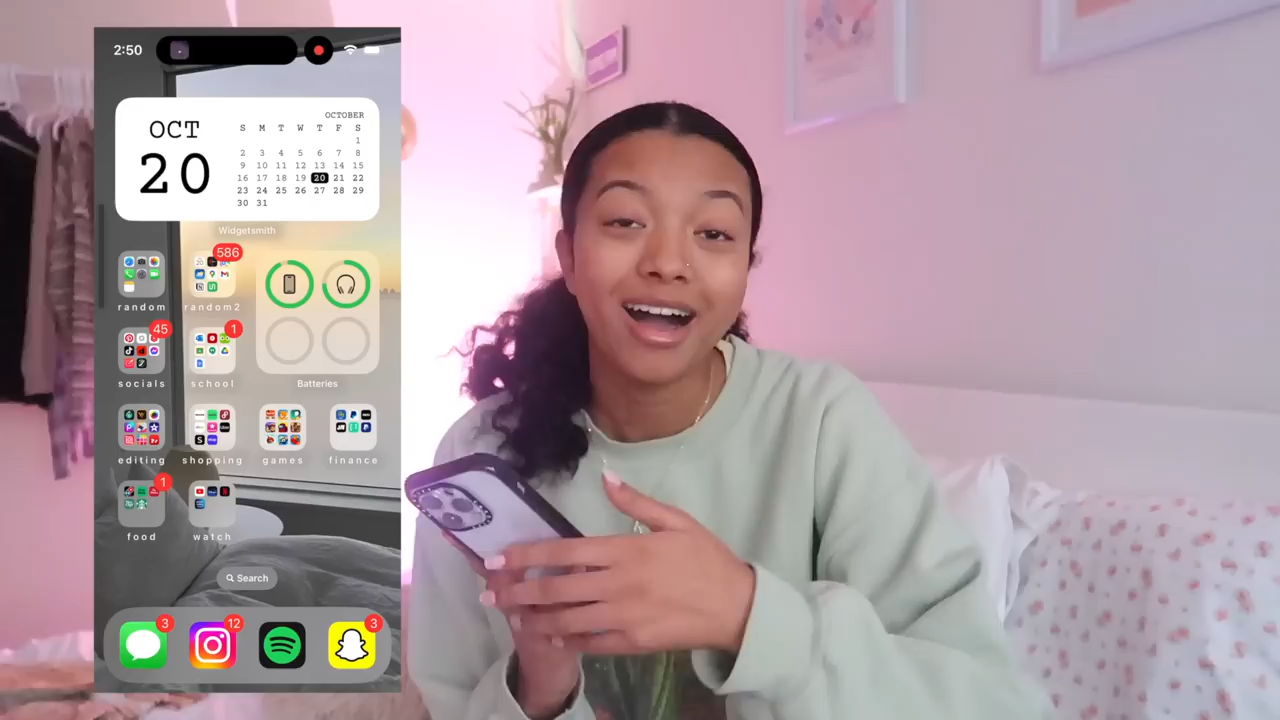 2:50
OCTOBER
OCT
S M T W T F S
1
20
2 3 4 5 6 7 8
9 10 11 12 13 14 15
16 17 18 19 20 21 22
23 24 25 26 27 28 29
30 31
Widgetsmith
586
random
random2
45
1
socials
school
Batteries
editing
shopping
games
finance
1
food
watch
Search
3
12
3